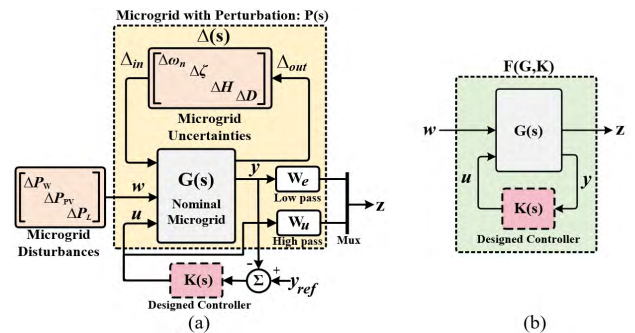 Microgrid with Perturbation: P(s)
Δ(s)
Δin
Δωn
Δζ
ΔH
ΔD
Δout
Microgrid
Uncertainties
ΔPW
ΔPPV
ΔPL
Microgrid
Disturbances
w
u
G(s)
Nominal
Microgrid
y
We
Low pass
Wu
High pass
Mux
z
K(s)
Designed Controller
-
+
Σ
yref
(a)
F(G,K)
w
G(s)
z
u
y
K(s)
Designed Controller
(b)